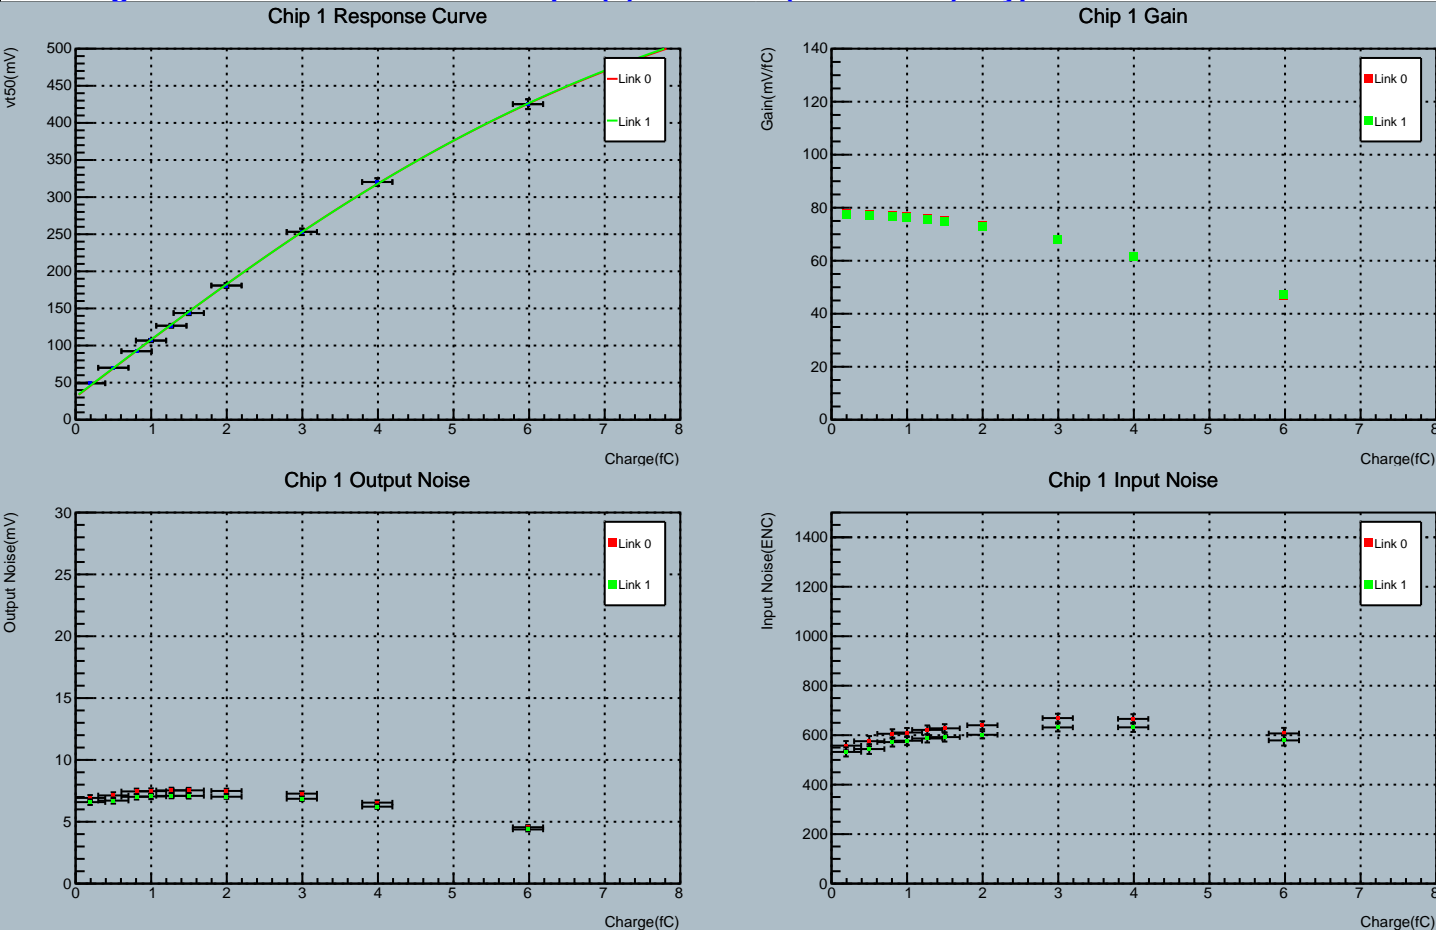 Chip 1 Response Curve
vt50(mV)
500
450
400
350
300
250
200
150
100
50
0
0 1 2 3 4 5 6 7 8
Charge(fC)
Link 0
Link 1
Chip 1 Gain
Gain(mV/fC)
140
120
100
80
60
40
20
0
0 1 2 3 4 5 6 7 8
Charge(fC)
Link 0
Link 1
Chip 1 Output Noise
Output Noise(mV)
30
25
20
15
10
5
0
0 1 2 3 4 5 6 7 8
Charge(fC)
Link 0
Link 1
Chip 1 Input Noise
Input Noise(ENC)
1400
1200
1000
800
600
400
200
0
0 1 2 3 4 5 6 7 8
Charge(fC)
Link 0
Link 1